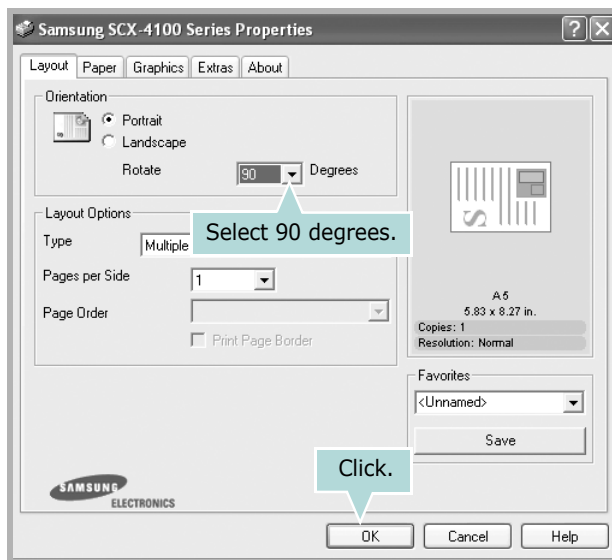 Samsung SCX-4100 Series Properties
Layout Paper Graphics Extras About
Orientation
Portrait
Landscape
Rotate 90 Degrees
Select 90 degrees.
Layout Options
Type Multiple
Pages per Side 1
Page Order
Print Page Border
S
A5
5.83 x 8.27 in.
Copies: 1
Resolution: Normal
Favorites
<Unnamed>
Save
Click.
SAMSUNG
ELECTRONICS
OK Cancel Help